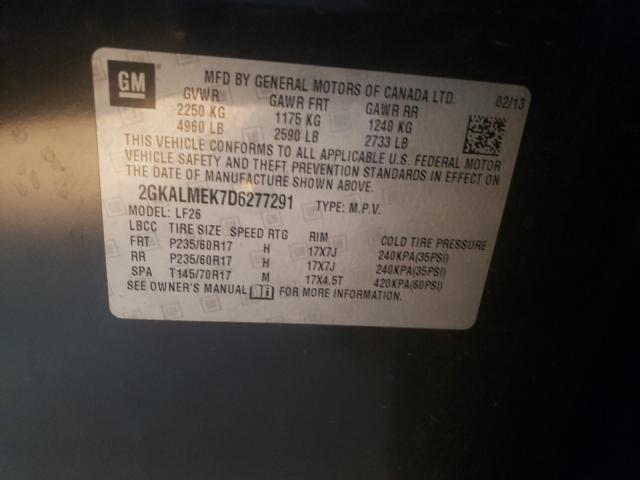 GM
MFD BY GENERAL MOTORS OF CANADA LTD. 02/13
GVWR GAWR FRT GAWR RR
2250 KG 1175 KG 1240 KG
4960 LB 2590 LB 2733 LB
THIS VEHICLE CONFORMS TO ALL APPLICABLE U.S. FEDERAL MOTOR
VEHICLE SAFETY AND THEFT PREVENTION STANDARDS IN EFFECT ON
THE DATE OF MANUFACTURE SHOWN ABOVE.
2GKALMEK7D6277291 TYPE: M.P.V.
MODEL: LF26
LBCC TIRE SIZE SPEED RTG RIM COLD TIRE PRESSURE
FRT P235/60R17 H 17X7J 240KPA(35PSI)
RR P235/60R17 H 17X7J 240KPA(35PSI)
SPA T145/70R17 M 17X4.5T 420KPA(60PSI)
SEE OWNER'S MANUAL FOR MORE INFORMATION.